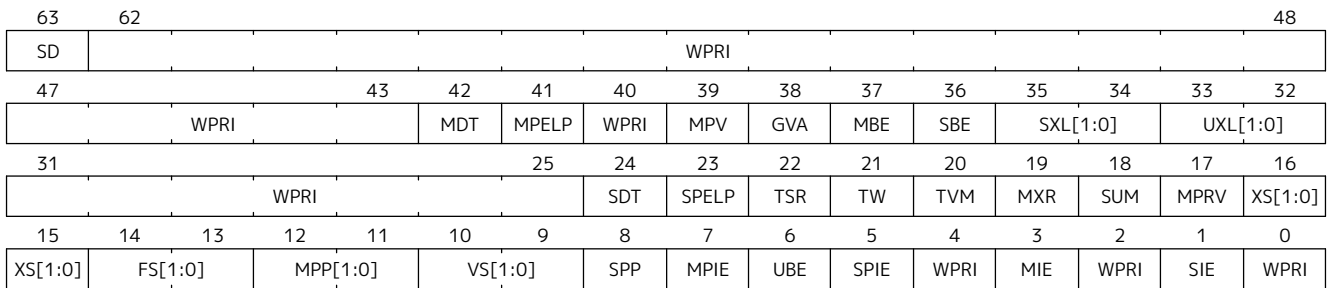 63 62 48
SD WPRI
47 43 42 41 40 39 38 37 36 35 34 33 32
WPRI MDT MPELP WPRI MPV GVA MBE SBE SXL[1:0] UXL[1:0]
31 25 24 23 22 21 20 19 18 17 16
WPRI SDT SPELP TSR TW TVM MXR SUM MPRV XS[1:0]
15 14 13 12 11 10 9 8 7 6 5 4 3 2 1 0
XS[1:0] FS[1:0] MPP[1:0] VS[1:0] SPP MPIE UBE SPIE WPRI MIE WPRI SIE WPRI